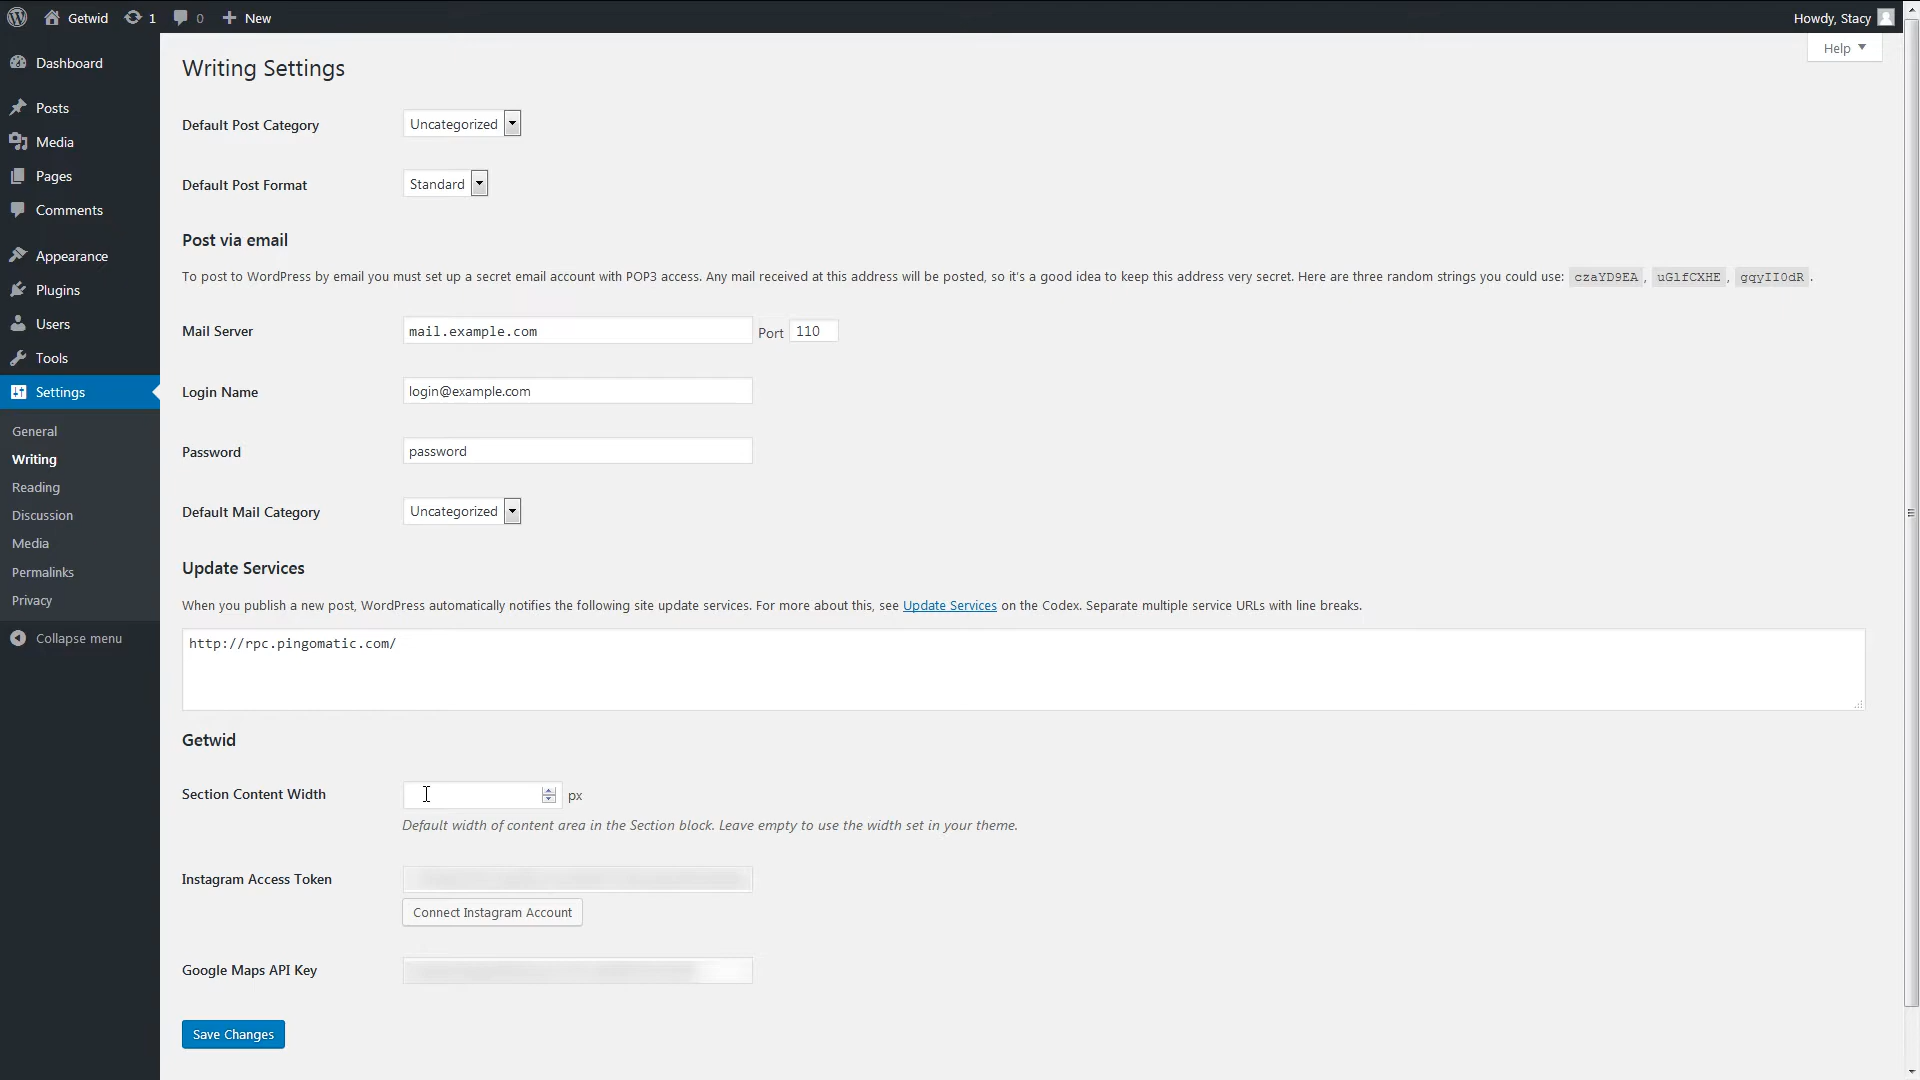 Getwid 1 0 New Howdy, Stacy
Help
Dashboard
Posts
Media
Pages
Comments
Appearance
Plugins
Users
Tools
Settings
General
Writing
Reading
Discussion
Media
Permalinks
Privacy
Collapse menu
Writing Settings
Default Post Category Uncategorized
Default Post Format Standard
Post via email
To post to WordPress by email you must set up a secret email account with POP3 access. Any mail received at this address will be posted, so it's a good idea to keep this address very secret. Here are three random strings you could use: czaYD9EA, uGlfCXHE, gqyII0dR.
Mail Server mail.example.com Port 110
Login Name login@example.com
Password password
Default Mail Category Uncategorized
Update Services
When you publish a new post, WordPress automatically notifies the following site update services. For more about this, see Update Services on the Codex. Separate multiple service URLs with line breaks.
http://rpc.pingomatic.com/
Getwid
Section Content Width px
Default width of content area in the Section block. Leave empty to use the width set in your theme.
Instagram Access Token
Connect Instagram Account
Google Maps API Key
Save Changes